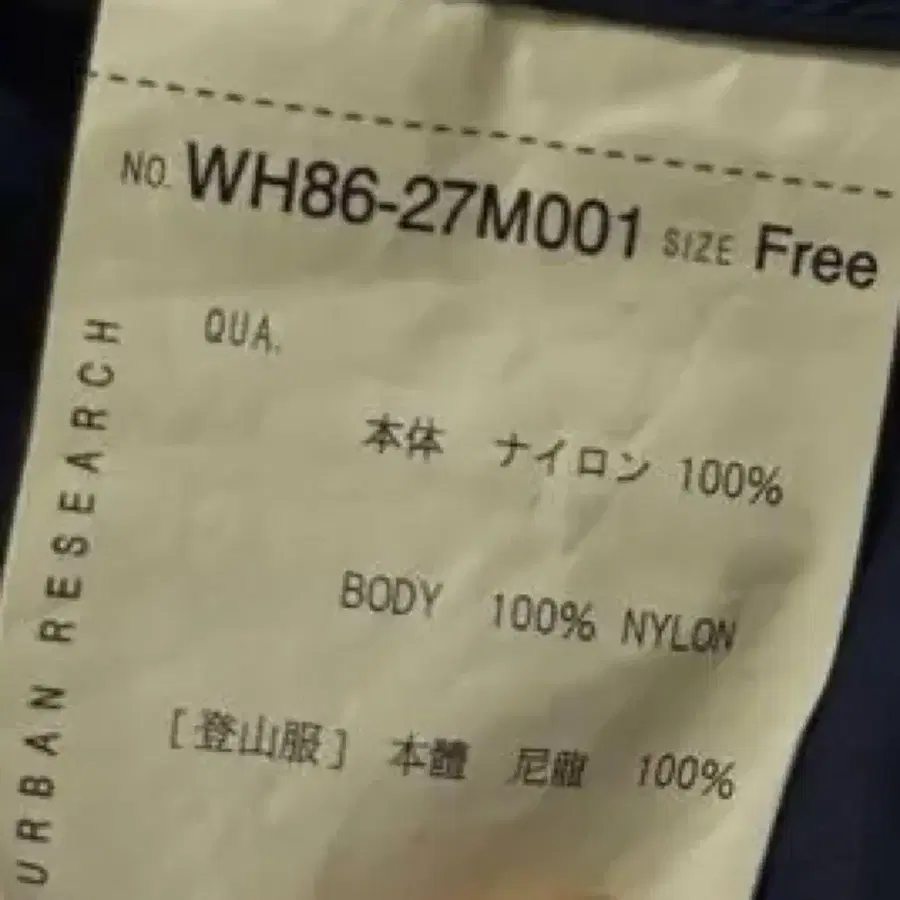 NO. WH86-27M001 SIZE Free
QUA.
本体 ナイロン 100%
BODY 100% NYLON
[登山服] 本體 尼龍 100%
URBAN RESEARCH